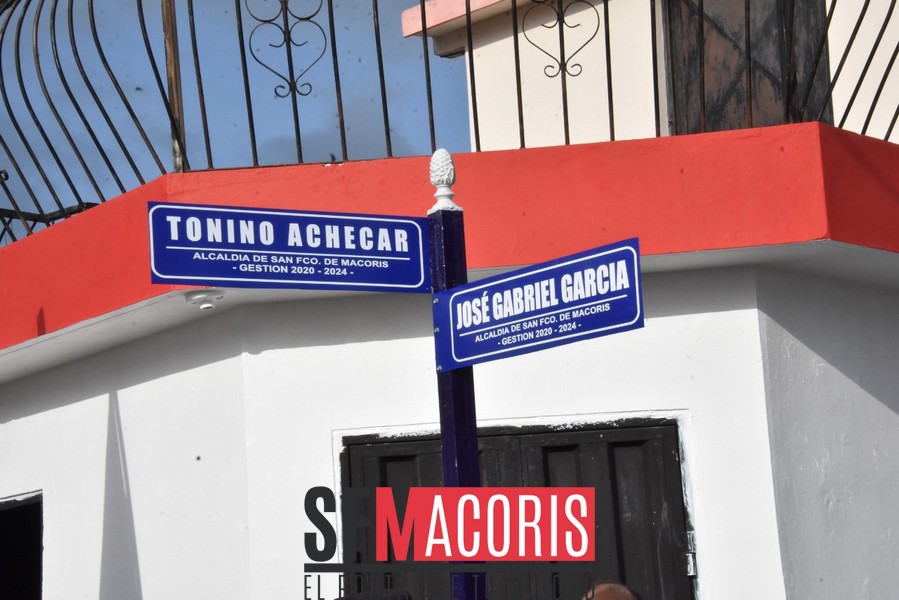 TONINO ACHECAR
ALCALDIA DE SAN FCO. DE MACORIS
- GESTION 2020 - 2024 -
JOSÉ GABRIEL GARCIA
ALCALDIA DE SAN FCO. DE MACORIS
- GESTION 2020 - 2024 -
SFMACORIS